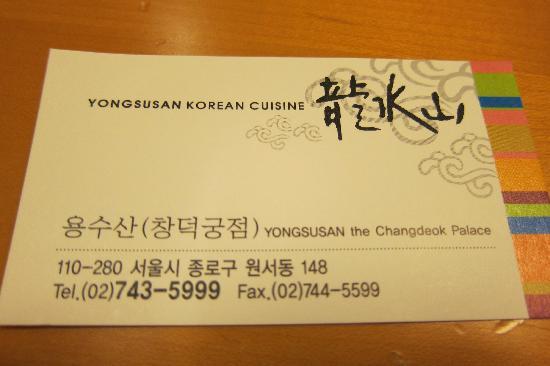 YONGSUSAN KOREAN CUISINE 龍水山
용수산(창덕궁점) YONGSUSAN the Changdeok Palace
110-280 서울시 종로구 원서동 148
Tel.(02)743-5999 Fax.(02)744-5599